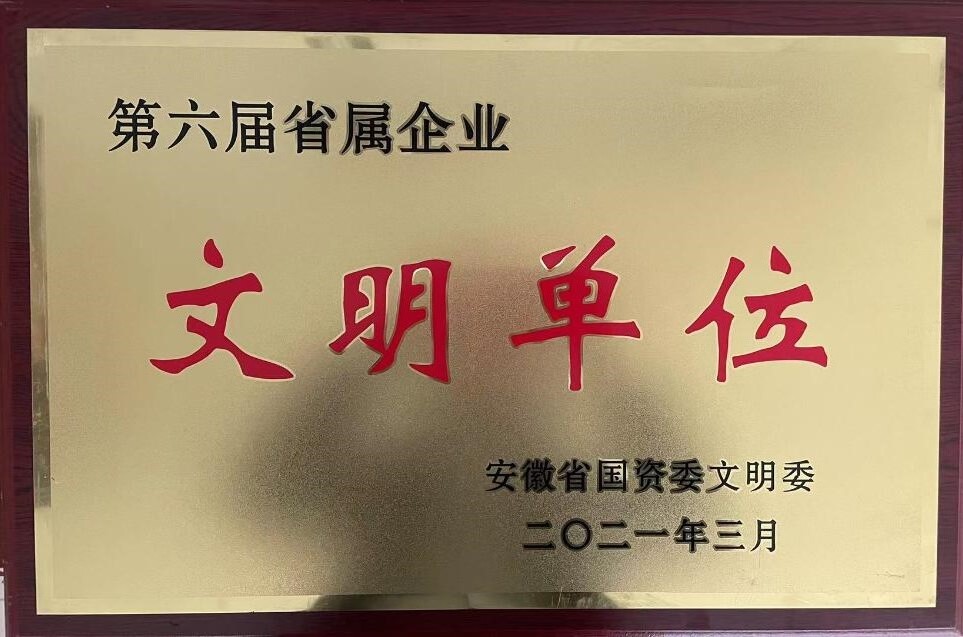 第六届省属企业
文明单位
安徽省国资委文明委
二〇二一年三月